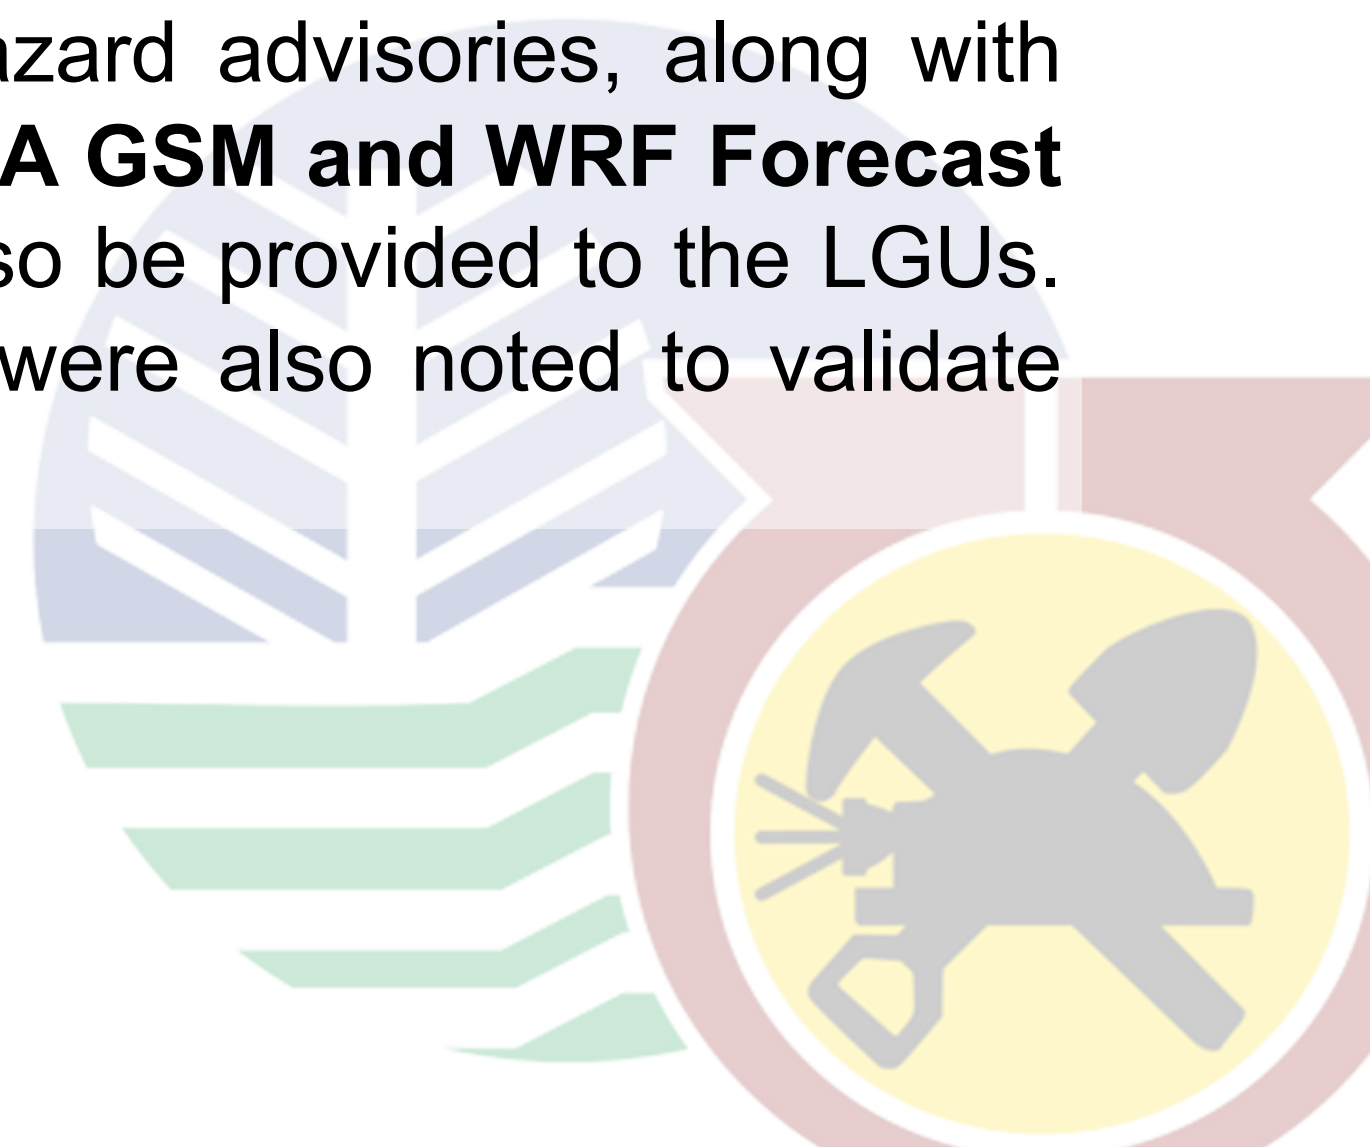 azard advisories, along with
A GSM and WRF Forecast
so be provided to the LGUs.
were also noted to validate